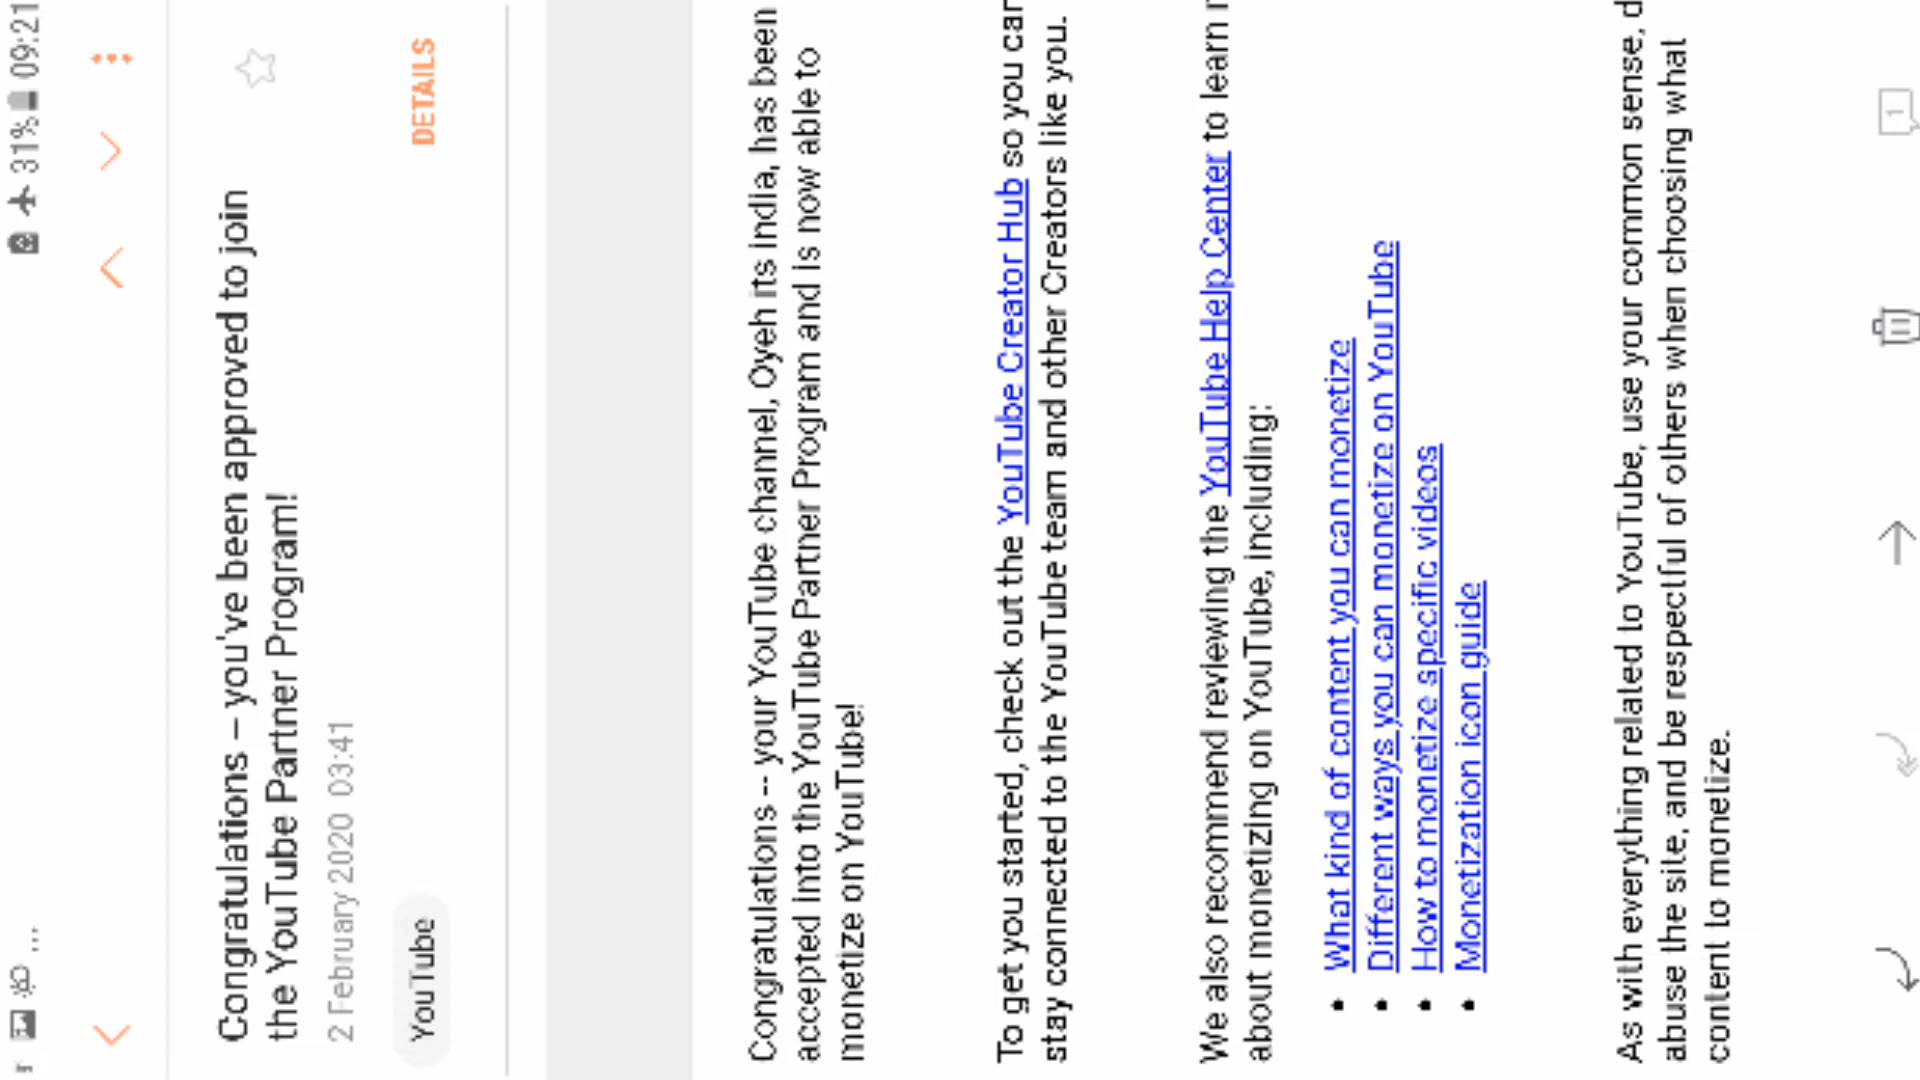 31% 09:21
Congratulations – you've been approved to join
the YouTube Partner Program!
2 February 2020 03:41
YouTube
DETAILS
Congratulations -- your YouTube channel, Oyeh its India, has been
accepted into the YouTube Partner Program and is now able to
monetize on YouTube!
To get you started, check out the YouTube Creator Hub so you can
stay connected to the YouTube team and other Creators like you.
We also recommend reviewing the YouTube Help Center to learn
about monetizing on YouTube, including:
• What kind of content you can monetize
• Different ways you can monetize on YouTube
• How to monetize specific videos
• Monetization icon guide
As with everything related to YouTube, use your common sense,
abuse the site, and be respectful of others when choosing what
content to monetize.
1